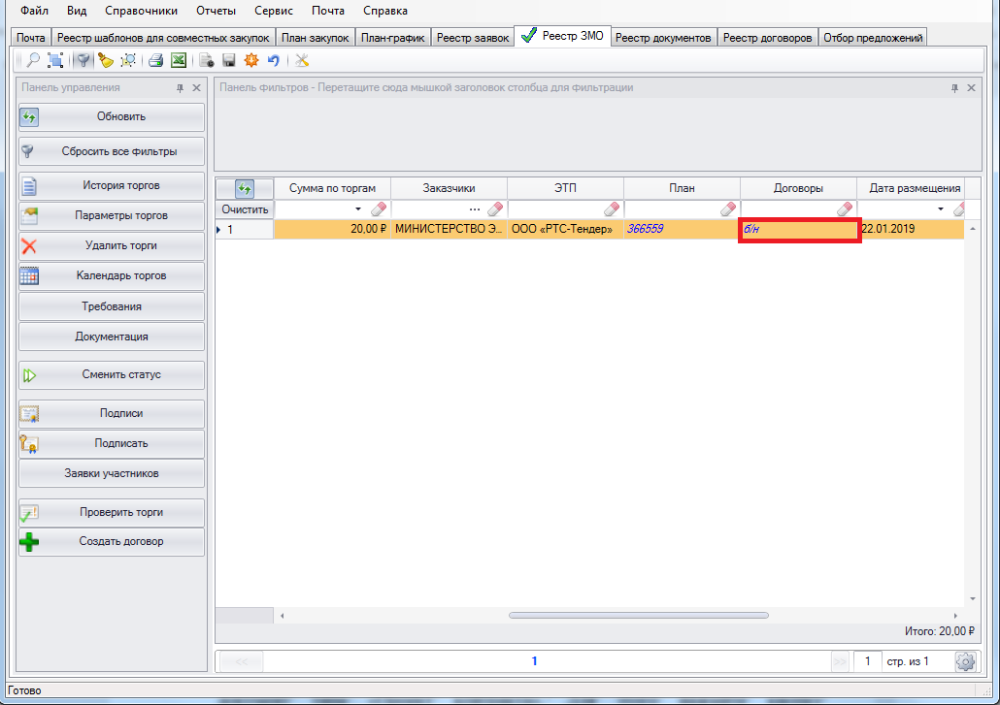 Файл Вид Справочники Отчеты Сервис Почта Справка
Почта Реестр шаблонов для совместных закупок План закупок План-график Реестр заявок Реестр ЗМО Реестр документов Реестр договоров Отбор предложений
Панель управления
Панель Фильтров - Перетащите сюда мышкой заголовок столбца для фильтрации
Обновить
Сбросить все фильтры
История торгов
Параметры торгов
Удалить торги
Календарь торгов
Требования
Документация
Сменить статус
Подписи
Подписать
Заявки участников
Проверить торги
Создать договор
Сумма по торгам Заказчики ЭТП План Договоры Дата размещения
Очистить
1 20,00 ₽ МИНИСТЕРСТВО Э... ООО «РТС-Тендер» 366559 б/н 22.01.2019
Итого: 20,00 ₽
<< 1 >> 1 стр. из 1
Готово